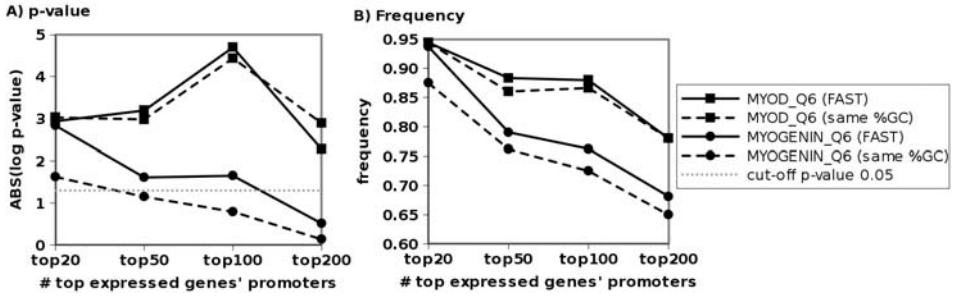 A) p-value
ABS(log p-value)
5
4
3
2
1
0
top20 top50 top100 top200
# top expressed genes' promoters
B) Frequency
frequency
0.95
0.90
0.85
0.80
0.75
0.70
0.65
0.60
top20 top50 top100 top200
# top expressed genes' promoters
MYOD_Q6 (FAST)
MYOD_Q6 (same %GC)
MYOGENIN_Q6 (FAST)
MYOGENIN_Q6 (same %GC)
cut-off p-value 0.05